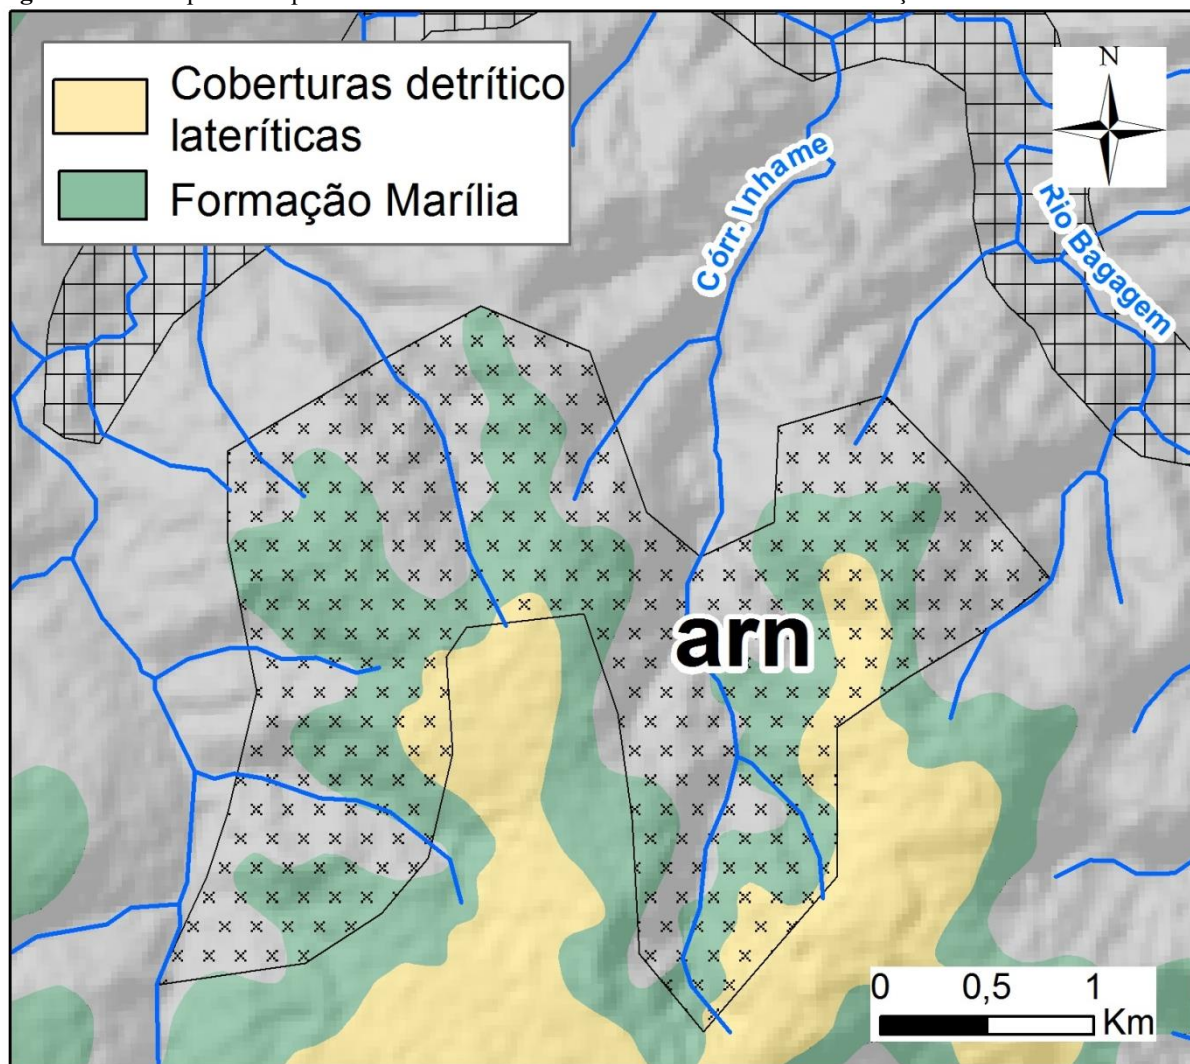 Coberturas detrítico
lateríticas
Formação Marília
N
Córr. Inhame
Rio Bagagem
arn
0 0,5 1
Km